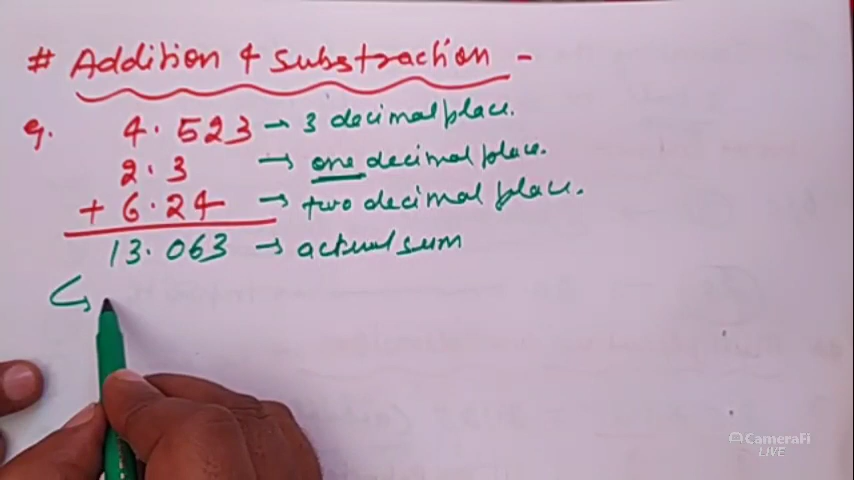 # Addition & Substraction -
eg. 4.523 → 3 decimal place.
2.3 → one decimal place.
+ 6.24 → two decimal place.
13.063 → actual sum
CameraFi
LIVE